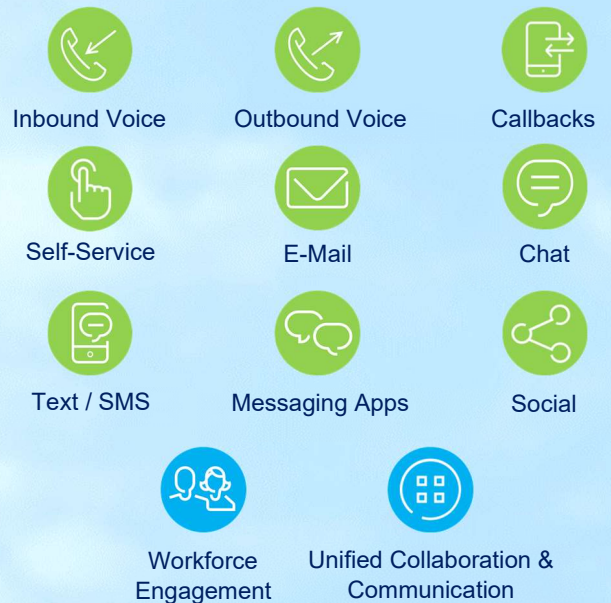 Inbound Voice
Outbound Voice
Callbacks
Self-Service
E-Mail
Chat
Text / SMS
Messaging Apps
Social
Workforce
Engagement
Unified Collaboration &
Communication